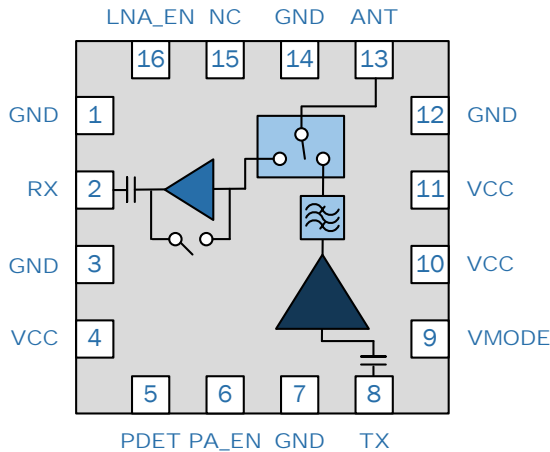 LNA_EN NC GND ANT
16 15 14 13
GND 1 12 GND
RX 2 11 VCC
GND 3 10 VCC
VCC 4 9 VMODE
5 6 7 8
PDET PA_EN GND TX